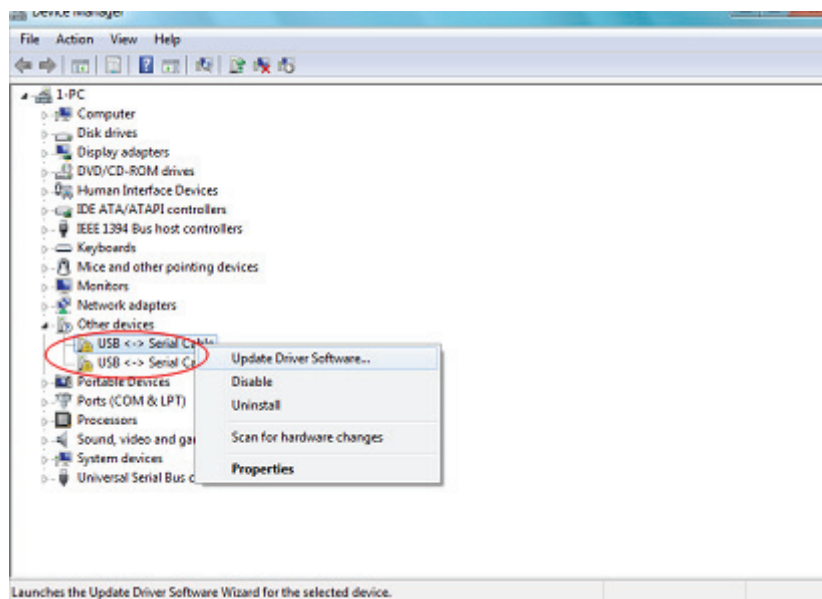 Device Manager
File Action View Help
1-PC
Computer
Disk drives
Display adapters
DVD/CD-ROM drives
Human Interface Devices
IDE ATA/ATAPI controllers
IEEE 1394 Bus host controllers
Keyboards
Mice and other pointing devices
Monitors
Network adapters
Other devices
USB <-> Serial Cable
USB <-> Serial Ca
Portable Devices
Ports (COM & LPT)
Processors
Sound, video and ga
System devices
Universal Serial Bus c
Update Driver Software...
Disable
Uninstall
Scan for hardware changes
Properties
Launches the Update Driver Software Wizard for the selected device.